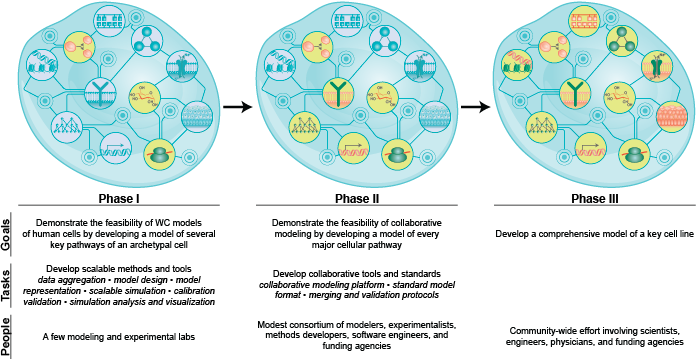 Phase I
Phase II
Phase III
Goals
Demonstrate the feasibility of WC models
of human cells by developing a model of several
key pathways of an archetypal cell
Demonstrate the feasibility of collaborative
modeling by developing a model of every
major cellular pathway
Develop a comprehensive model of a key cell line
Tasks
Develop scalable methods and tools
data aggregation • model design • model
representation • scalable simulation • calibration
validation • simulation analysis and visualization
Develop collaborative tools and standards
collaborative modeling platform • standard model
format • merging and validation protocols
People
A few modeling and experimental labs
Modest consortium of modelers, experimentalists,
methods developers, software engineers, and
funding agencies
Community-wide effort involving scientists,
engineers, physicians, and funding agencies